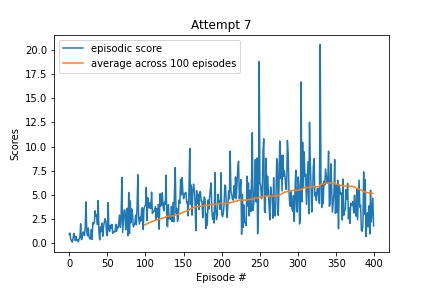 Attempt 7
episodic score
average across 100 episodes
20.0
17.5
15.0
12.5
10.0
7.5
5.0
2.5
0.0
Scores
0 50 100 150 200 250 300 350 400
Episode #